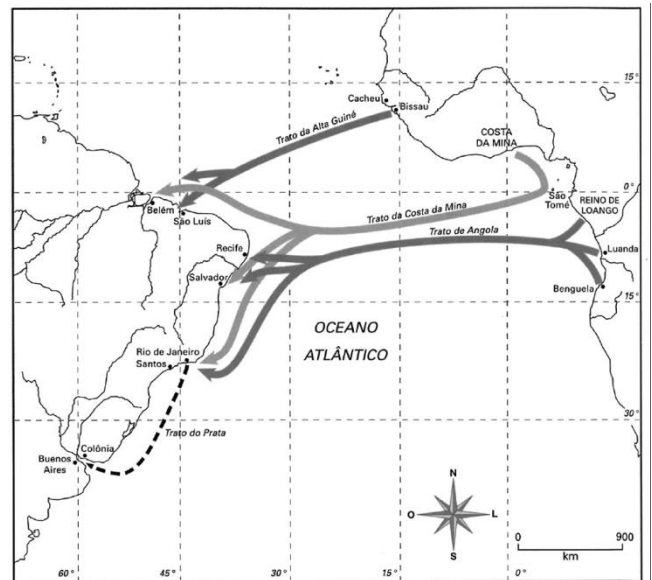 15°
Cacheu
Bissau
Trato da Alta Guiné
COSTA
DA MINA
0°
São
Tomé
REINO DE
LOANGO
Belém
São Luís
Trato da Costa da Mina
Trato de Angola
Recife
Luanda
Salvador
Benguela
15°
OCEANO
ATLÂNTICO
Rio de Janeiro
Santos
30°
Trato do Prata
Colônia
Buenos
Aires
N
O
L
S
0
900
km
60°
45°
30°
15°
0°
15°